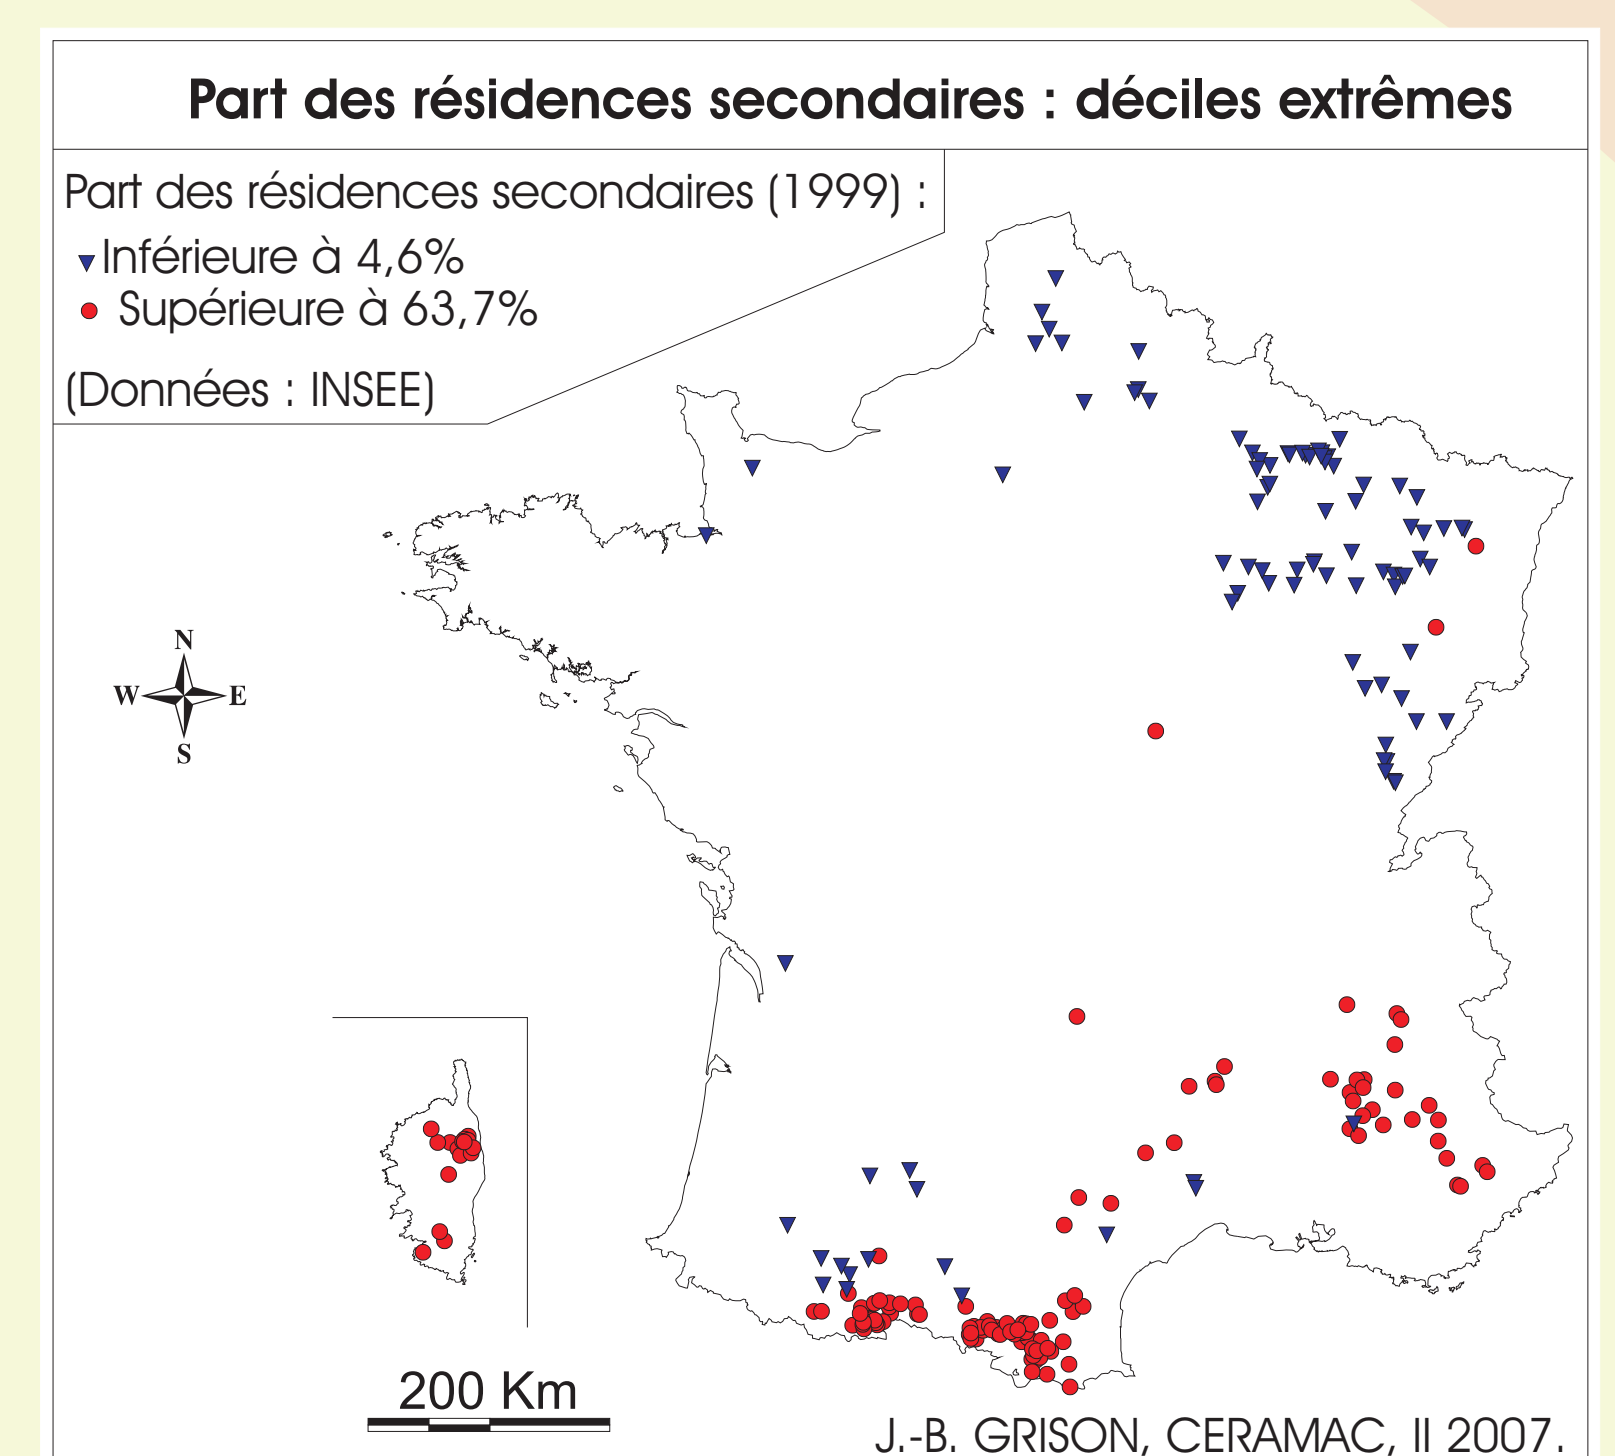 Part des résidences secondaires : déciles extrêmes
Part des résidences secondaires (1999) :
Inférieure à 4,6%
Supérieure à 63,7%
(Données : INSEE)
N
W E
S
200 Km
J.-B. GRISON, CERAMAC, II 2007.